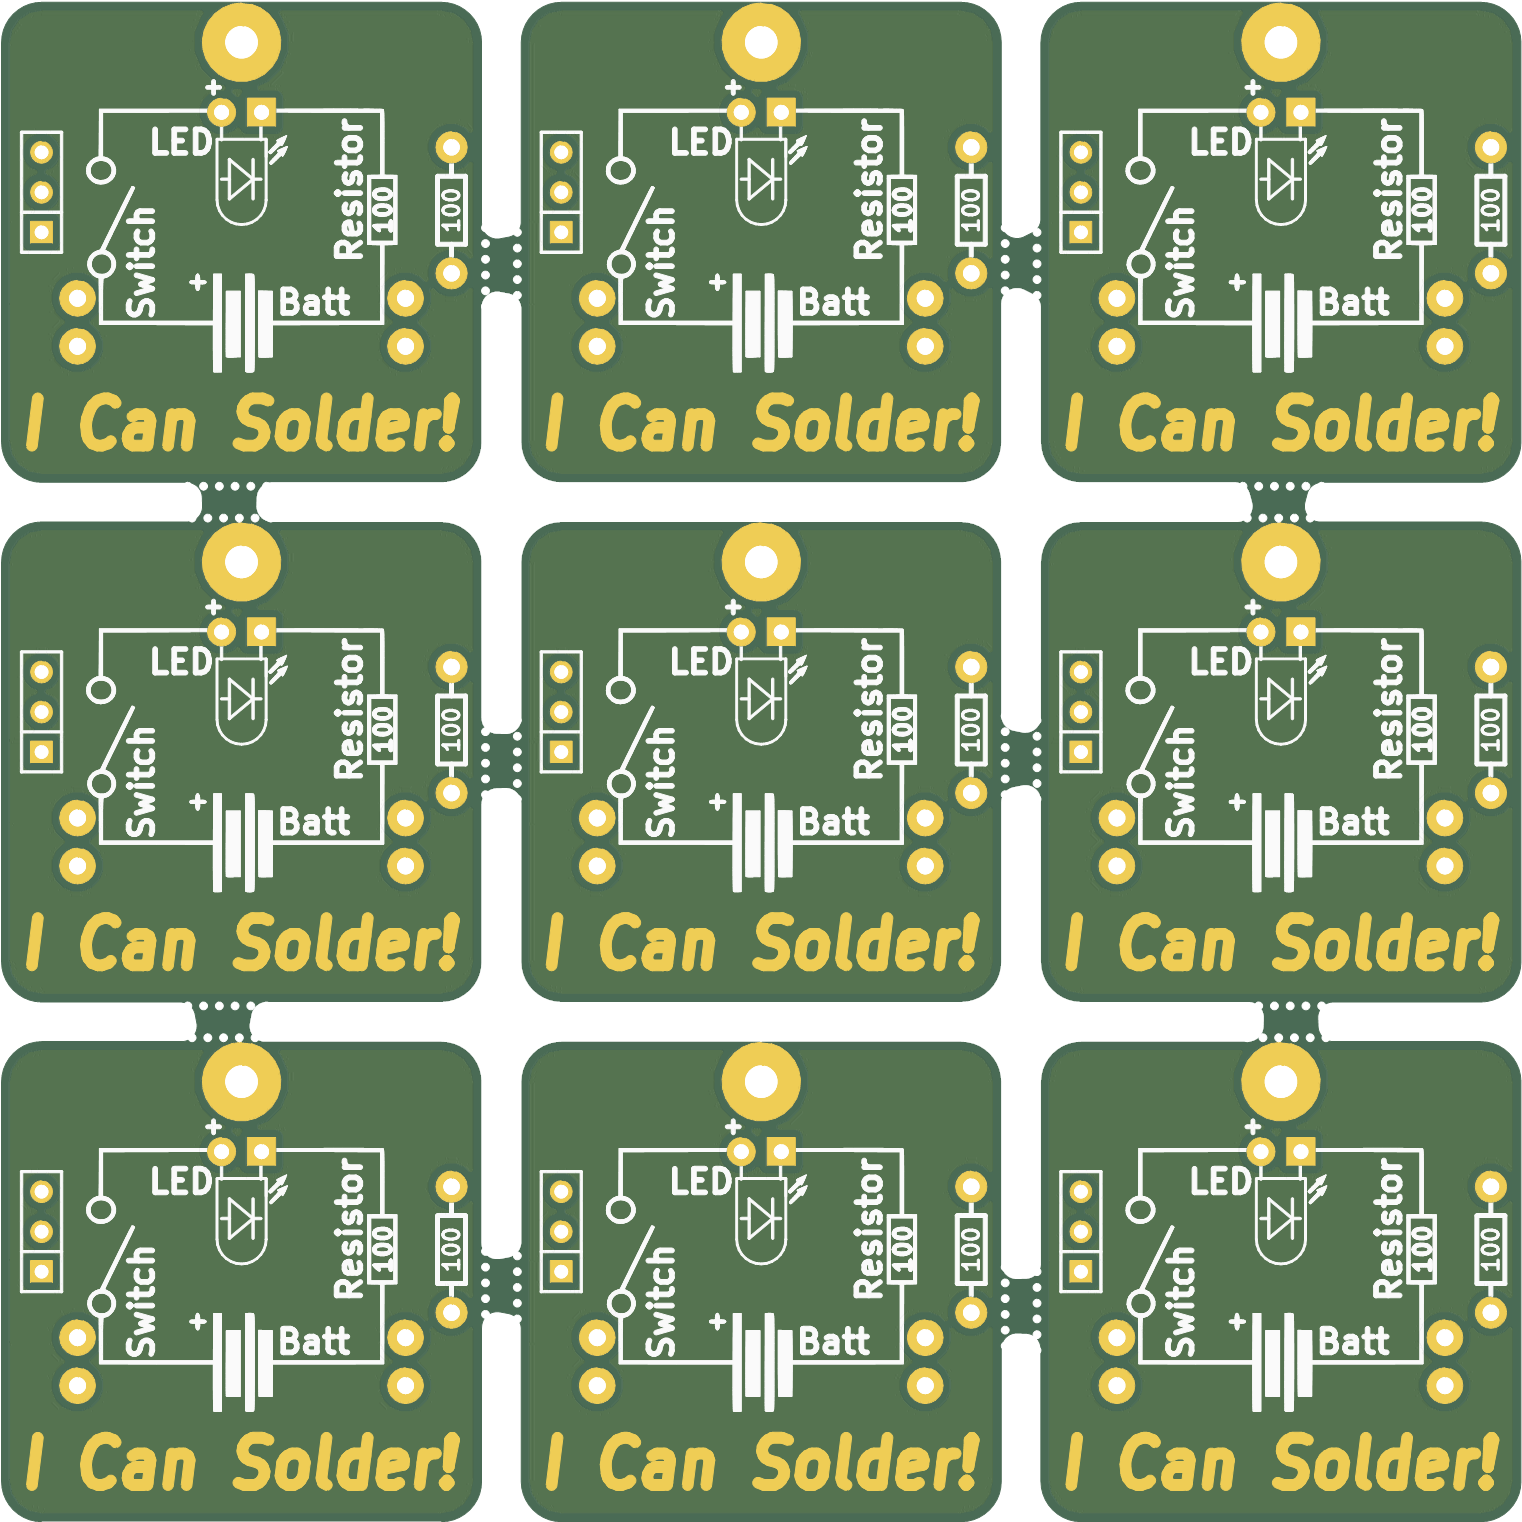 + + +
LED Resistor LED Resistor LED Resistor
100 100 100 100 100 100
Switch Switch Switch
+ Batt + Batt + Batt
I Can Solder! I Can Solder! I Can Solder!
+ + +
LED Resistor LED Resistor LED Resistor
100 100 100 100 100 100
Switch Switch Switch
+ Batt + Batt + Batt
I Can Solder! I Can Solder! I Can Solder!
+ + +
LED Resistor LED Resistor LED Resistor
100 100 100 100 100 100
Switch Switch Switch
+ Batt + Batt + Batt
I Can Solder! I Can Solder! I Can Solder!